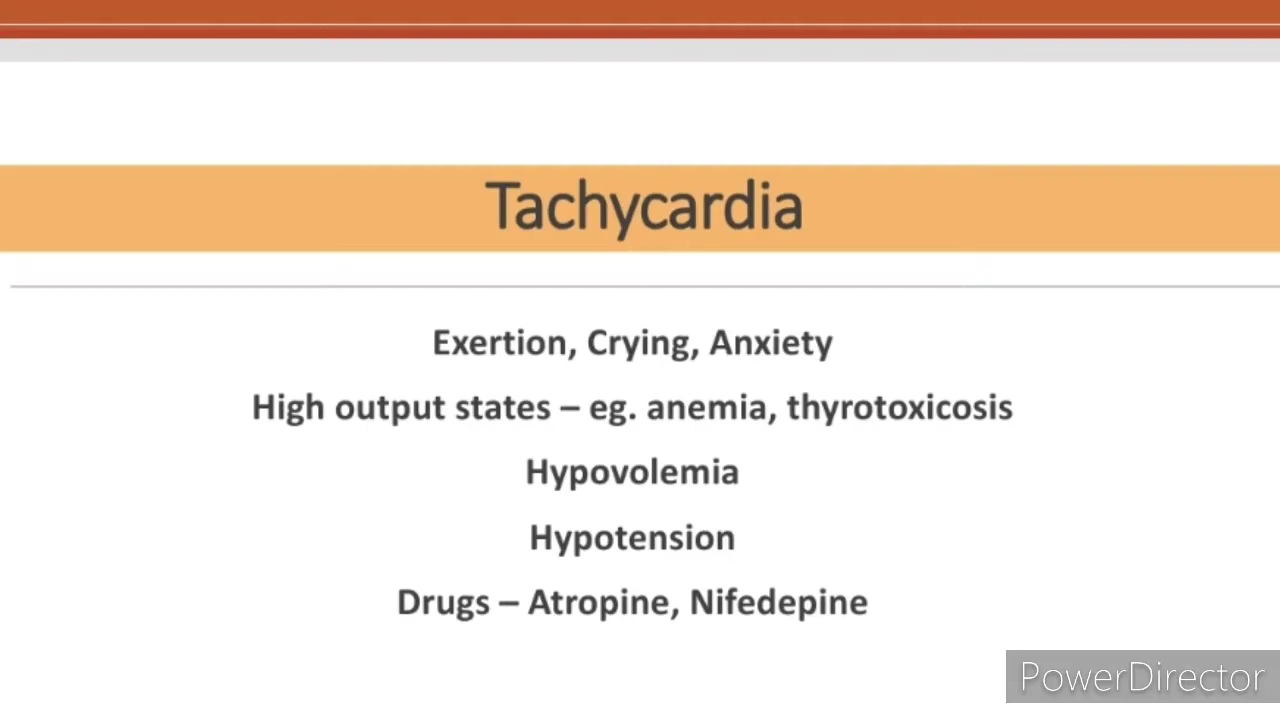 Tachycardia
Exertion, Crying, Anxiety
High output states – eg. anemia, thyrotoxicosis
Hypovolemia
Hypotension
Drugs – Atropine, Nifedepine
PowerDirector